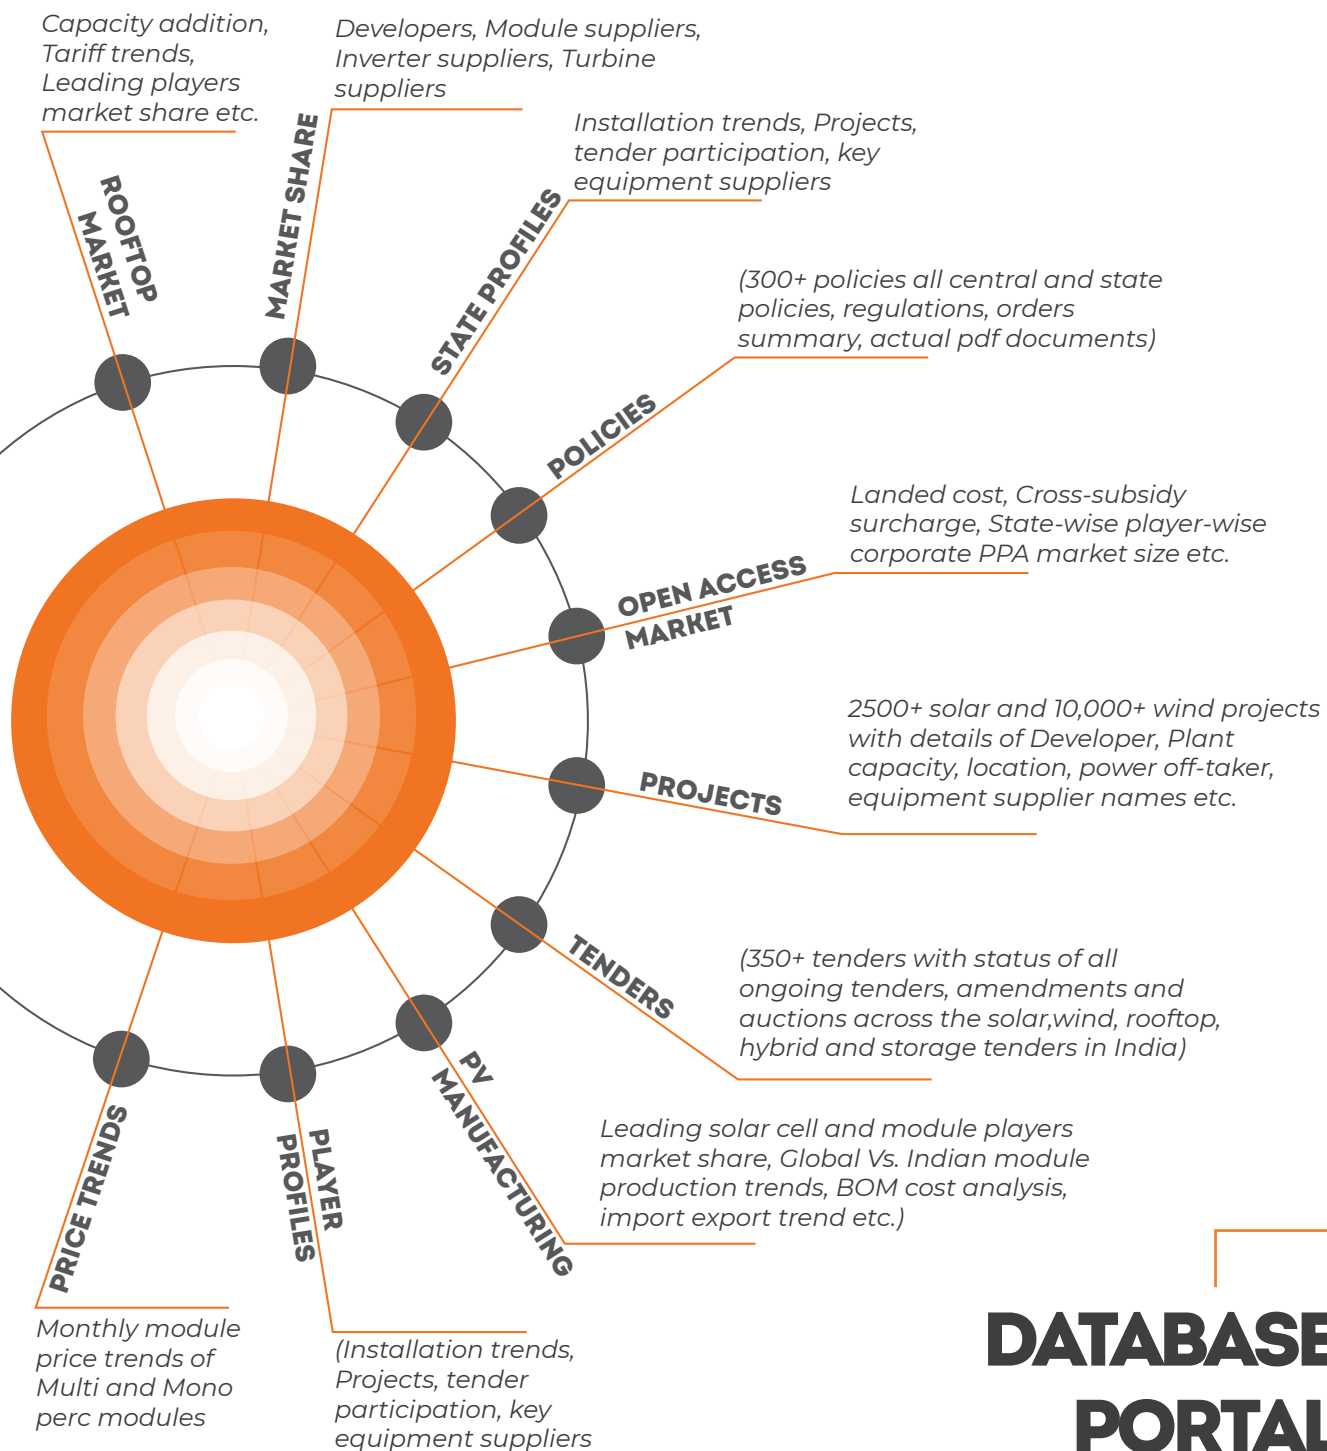 Capacity addition,
Tariff trends,
Leading players
market share etc.
ROOFTOP
MARKET
Developers, Module suppliers,
Inverter suppliers, Turbine
suppliers
MARKET SHARE
Installation trends, Projects,
tender participation, key
equipment suppliers
STATE PROFILES
(300+ policies all central and state
policies, regulations, orders
summary, actual pdf documents)
POLICIES
Landed cost, Cross-subsidy
surcharge, State-wise player-wise
corporate PPA market size etc.
OPEN ACCESS
MARKET
2500+ solar and 10,000+ wind projects
with details of Developer, Plant
capacity, location, power off-taker,
equipment supplier names etc.
PROJECTS
TENDERS
(350+ tenders with status of all
ongoing tenders, amendments and
auctions across the solar,wind, rooftop,
hybrid and storage tenders in India)
PV
MANUFACTURING
Leading solar cell and module players
market share, Global Vs. Indian module
production trends, BOM cost analysis,
import export trend etc.)
PLAYER
PROFILES
(Installation trends,
Projects, tender
participation, key
equipment suppliers
PRICE TRENDS
Monthly module
price trends of
Multi and Mono
perc modules
DATABASE
PORTAL